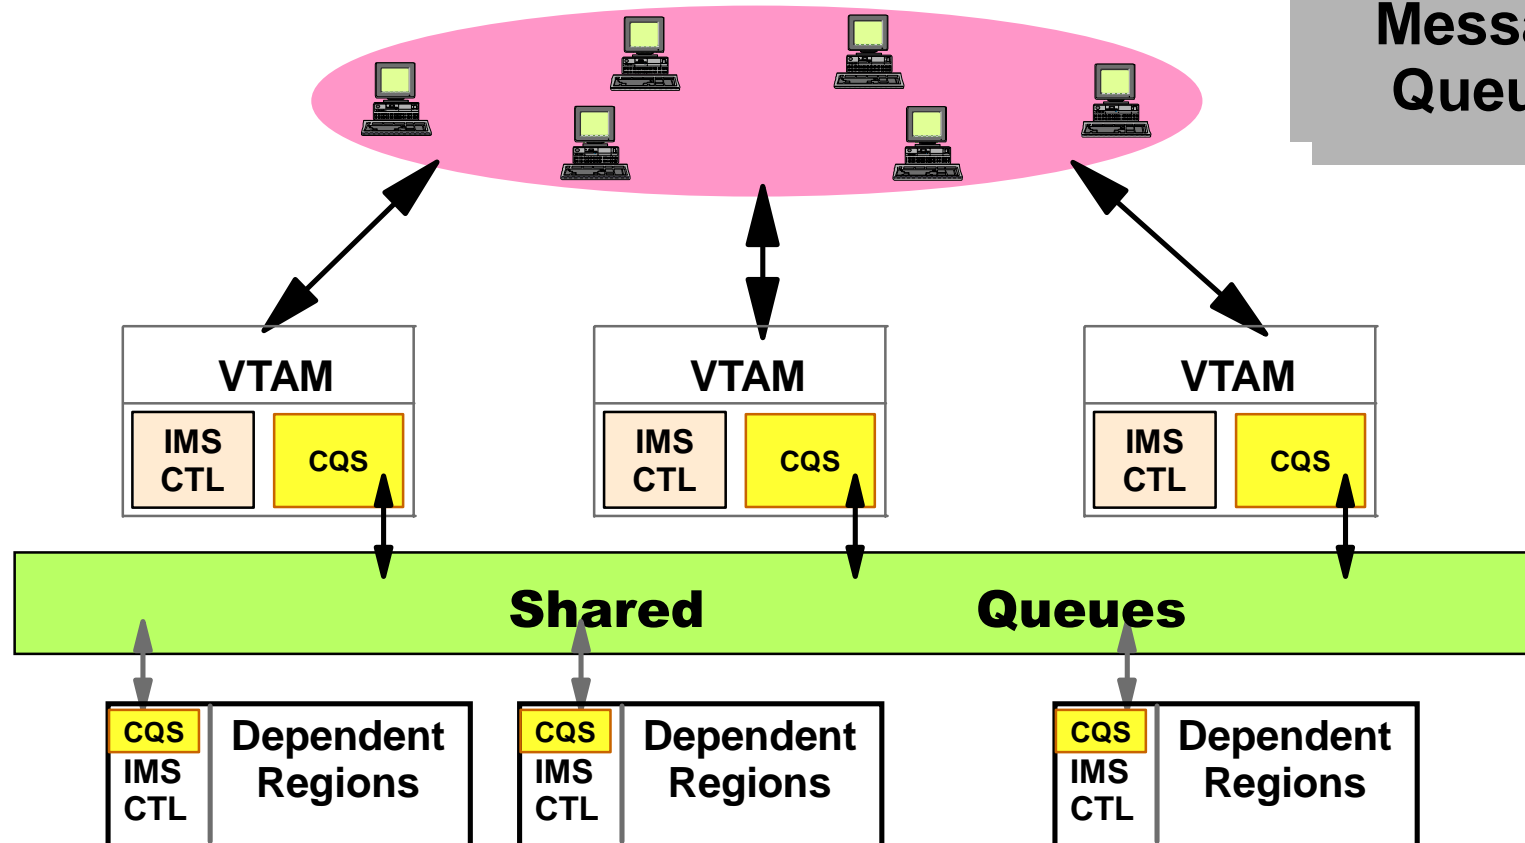 VTAM
IMS
CTL
CQS
VTAM
IMS
CTL
CQS
VTAM
IMS
CTL
CQS
Shared Queues
CQS
IMS
CTL
Dependent
Regions
CQS
IMS
CTL
Dependent
Regions
CQS
IMS
CTL
Dependent
Regions